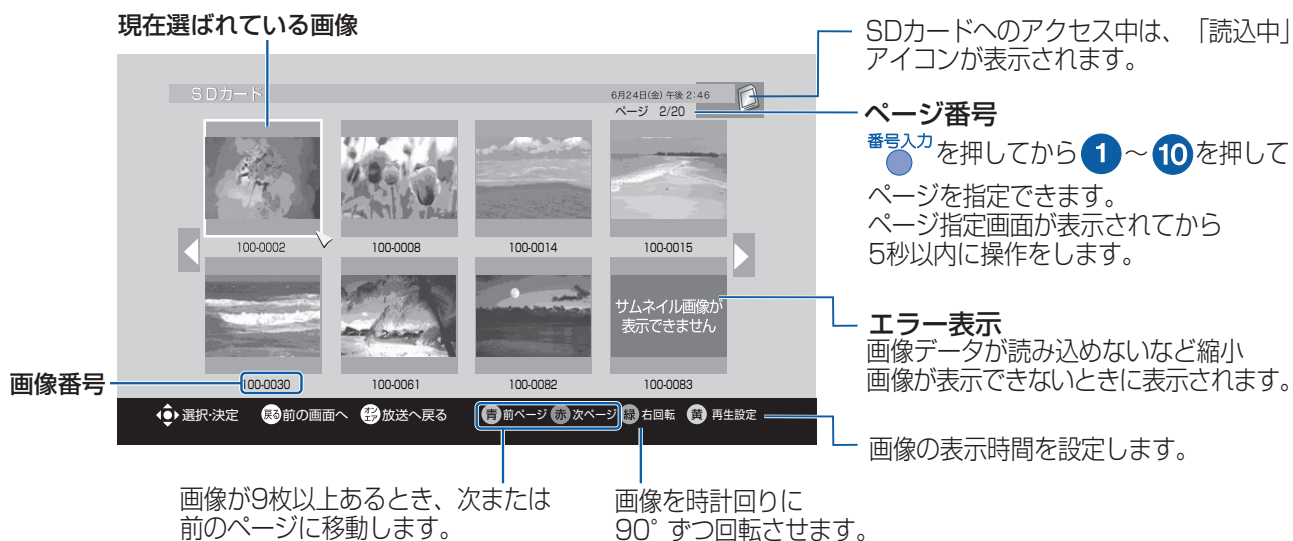 現在選ばれている画像
SDカードへのアクセス中は、「読込中」
アイコンが表示されます。
SDカード
6月24日(金) 午後 2:46
ページ 2/20
ページ番号
番号入力 を押してから 1 ～ 10 を押して
ページを指定できます。
ページ指定画面が表示されてから
5秒以内に操作をします。
100-0002
100-0008
100-0014
100-0015
サムネイル画像が
表示できません
エラー表示
画像データが読み込めないなど縮小
画像が表示できないときに表示されます。
画像番号
100-0030
100-0061
100-0082
100-0083
選択・決定 戻る 前の画面へ オンエア 放送へ戻る 青 前ページ 赤 次ページ 緑 右回転 黄 再生設定
画像の表示時間を設定します。
画像が9枚以上あるとき、次または
前のページに移動します。
画像を時計回りに
90°ずつ回転させます。